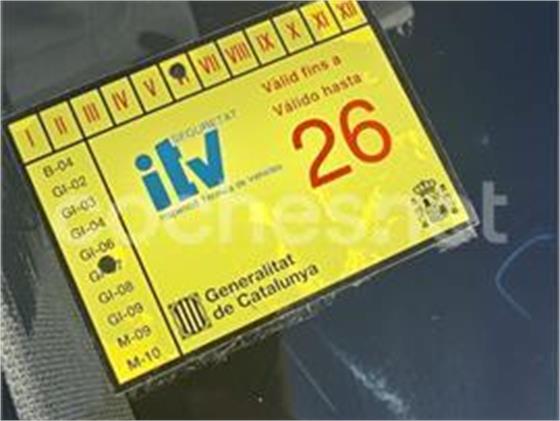 I II III IV V VII VIII IX X XI XII
Vàlid fins a
Válido hasta
26
SEGURETAT
itv
Inspecció Tècnica de Vehicles
B-04
GI-02
GI-03
GI-04
GI-06
GI-08
GI-09
M-09
M-10
Generalitat
de Catalunya
coches.net